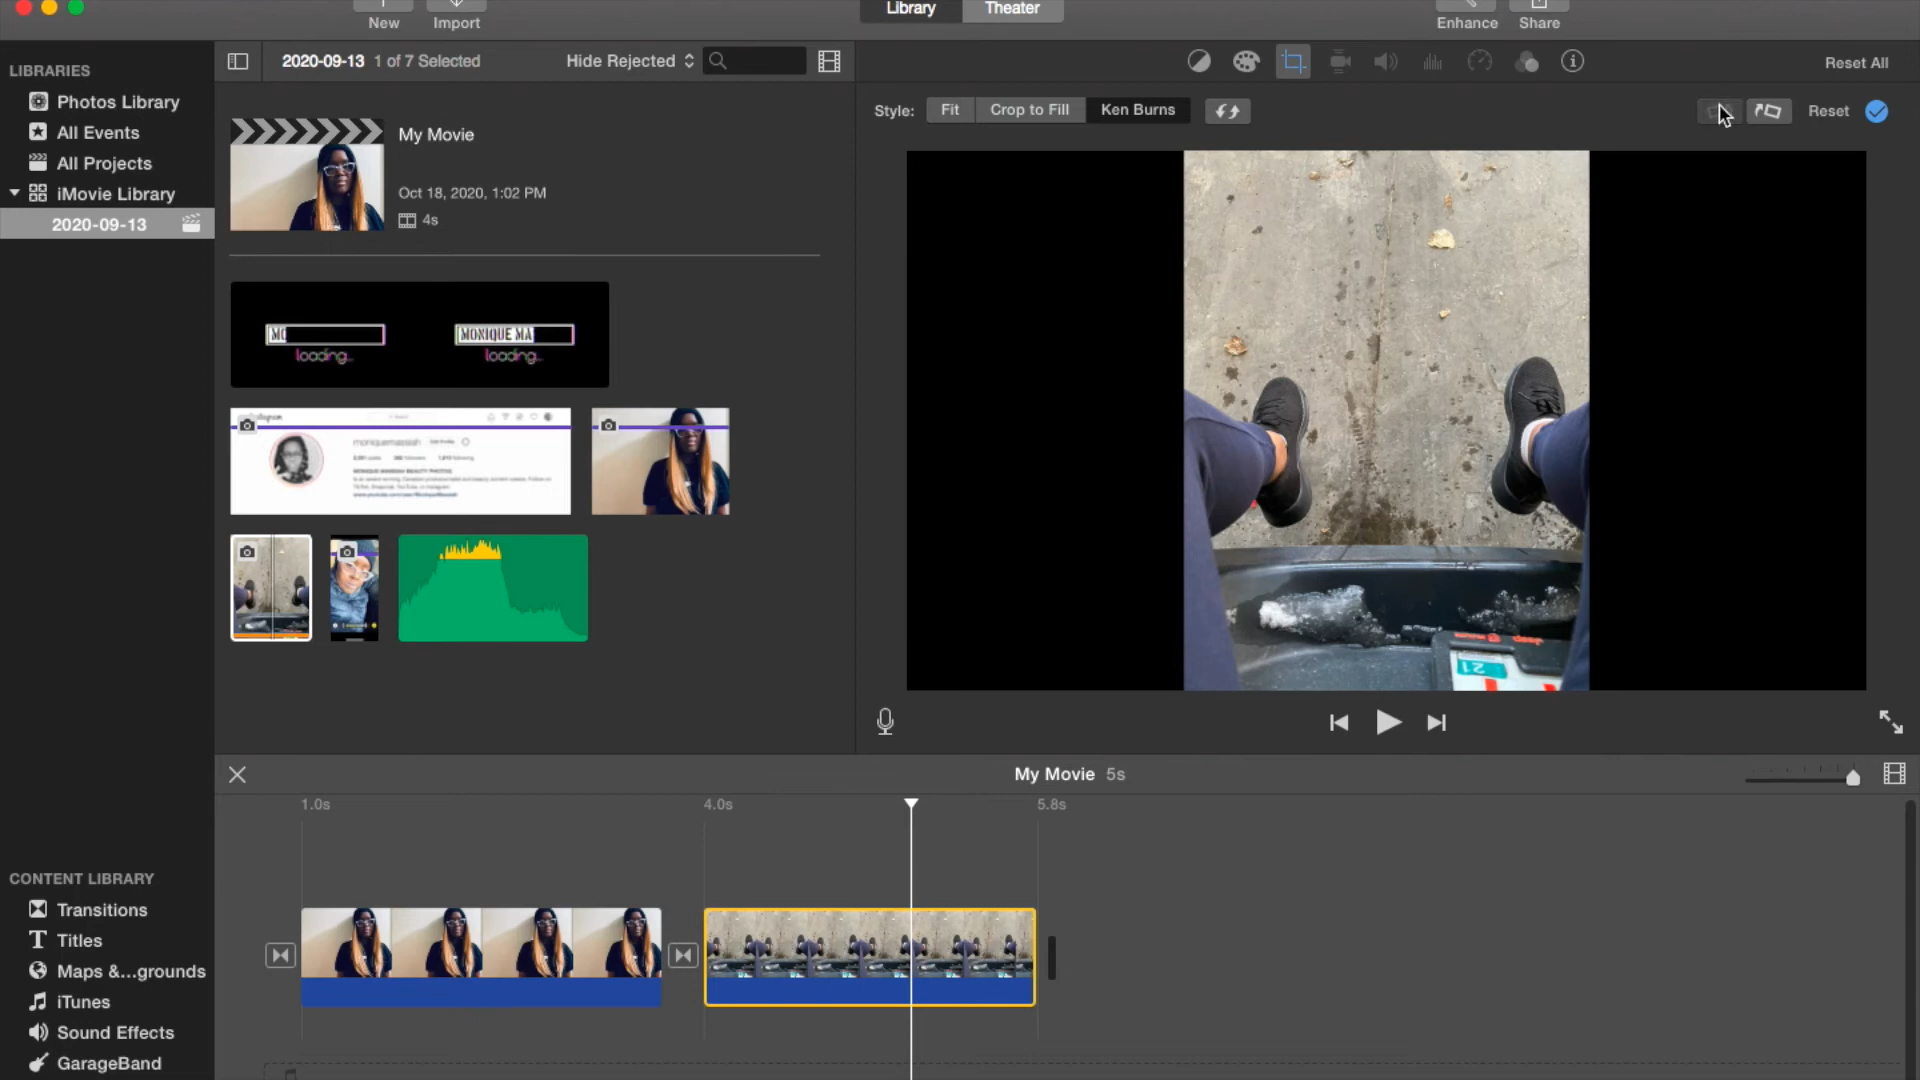 New
Import
Library
Theater
Enhance
Share
LIBRARIES
Photos Library
All Events
All Projects
iMovie Library
2020-09-13
2020-09-13 1 of 7 Selected
Hide Rejected
My Movie
Oct 18, 2020, 1:02 PM
4s
loading...
MONIQUE MA
loading...
moniquemassiah
Reset All
Style:
Fit
Crop to Fill
Ken Burns
Reset
21
My Movie 5s
1.0s
4.0s
5.8s
CONTENT LIBRARY
Transitions
Titles
Maps &...grounds
iTunes
Sound Effects
GarageBand